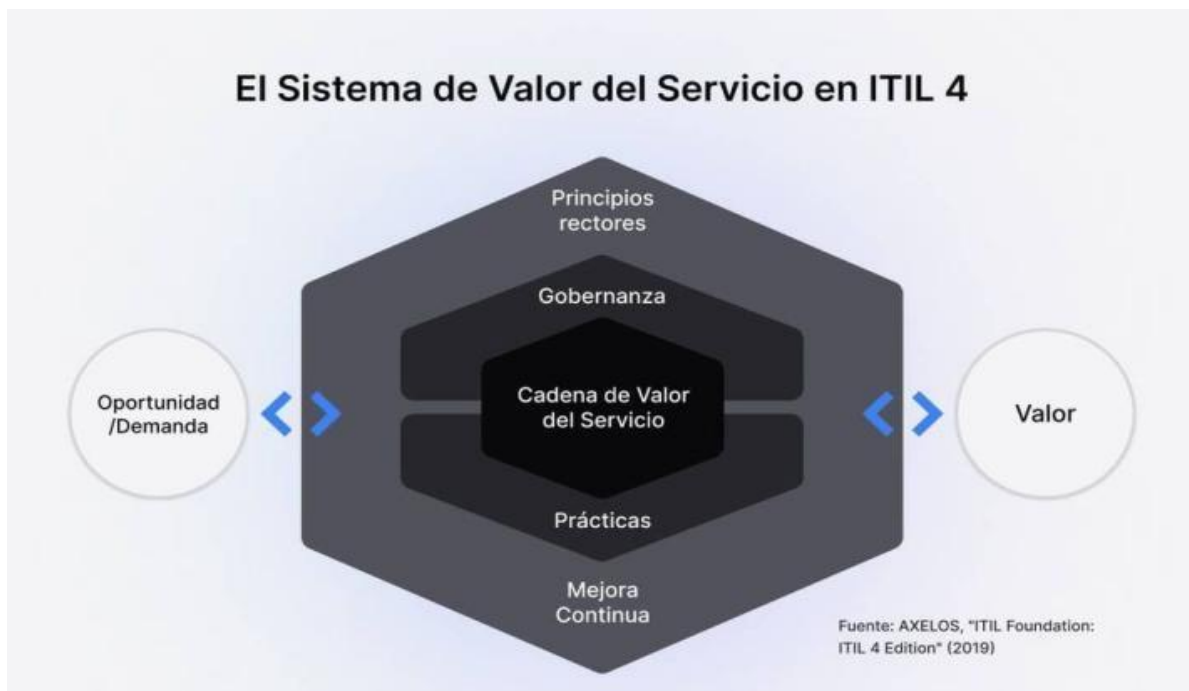 El Sistema de Valor del Servicio en ITIL 4
Principios
rectores
Gobernanza
Oportunidad
/Demanda
Cadena de Valor
del Servicio
Valor
Prácticas
Mejora
Continua
Fuente: AXELOS, "ITIL Foundation:
ITIL 4 Edition" (2019)